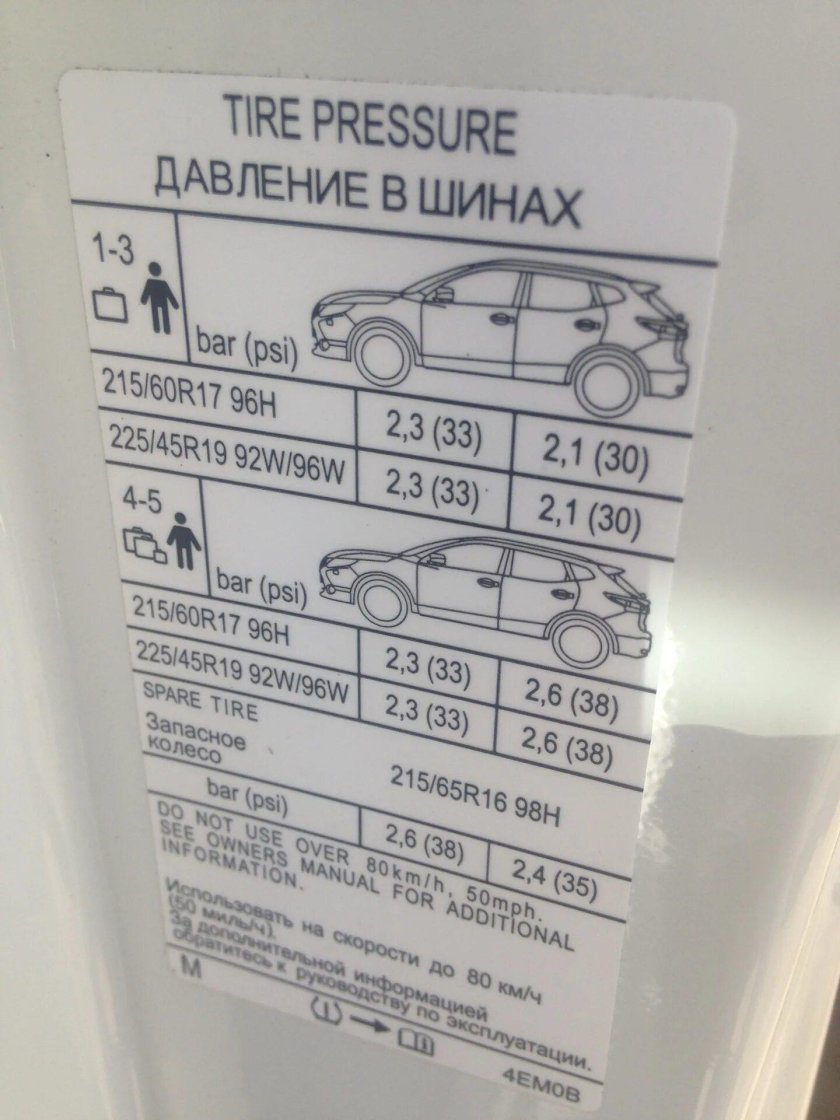 TIRE PRESSURE
ДАВЛЕНИЕ В ШИНАХ
1-3
bar (psi)
215/60R17 96H 2,3 (33) 2,1 (30)
225/45R19 92W/96W 2,3 (33) 2,1 (30)
4-5
bar (psi)
215/60R17 96H 2,3 (33) 2,6 (38)
225/45R19 92W/96W 2,3 (33) 2,6 (38)
SPARE TIRE
Запасное
колесо
215/65R16 98H
bar (psi) 2,6 (38) 2,4 (35)
DO NOT USE OVER 80km/h, 50mph.
SEE OWNERS MANUAL FOR ADDITIONAL
INFORMATION.
Использовать на скорости до 80 км/ч
(50 миль/ч).
За дополнительной информацией
обратитесь к руководству по эксплуатации.
M
4EM0B